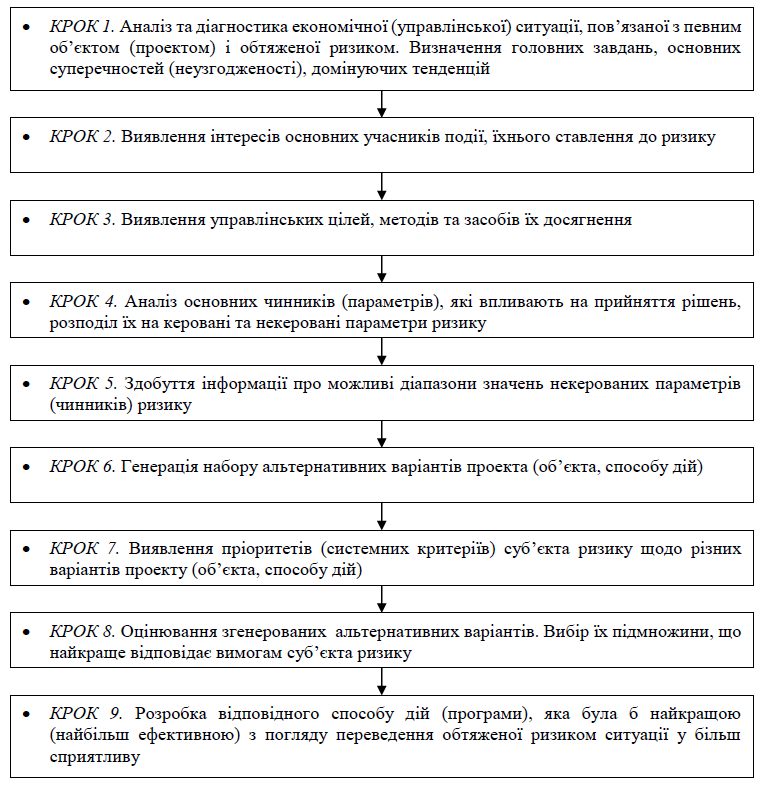 • КРОК 1. Аналіз та діагностика економічної (управлінської) ситуації, пов’язаної з певним
об’єктом (проектом) і обтяженої ризиком. Визначення головних завдань, основних
суперечностей (неузгодженості), домінуючих тенденцій
• КРОК 2. Виявлення інтересів основних учасників події, їхнього ставлення до ризику
• КРОК 3. Виявлення управлінських цілей, методів та засобів їх досягнення
• КРОК 4. Аналіз основних чинників (параметрів), які впливають на прийняття рішень,
розподіл їх на керовані та некеровані параметри ризику
• КРОК 5. Здобуття інформації про можливі діапазони значень некерованих параметрів
(чинників) ризику
• КРОК 6. Генерація набору альтернативних варіантів проекта (об’єкта, способу дій)
• КРОК 7. Виявлення пріоритетів (системних критеріїв) суб’єкта ризику щодо різних
варіантів проекту (об’єкта, способу дій)
• КРОК 8. Оцінювання згенерованих альтернативних варіантів. Вибір їх підмножини, що
найкраще відповідає вимогам суб’єкта ризику
• КРОК 9. Розробка відповідного способу дій (програми), яка була б найкращою
(найбільш ефективною) з погляду переведення обтяженої ризиком ситуації у більш
сприятливу